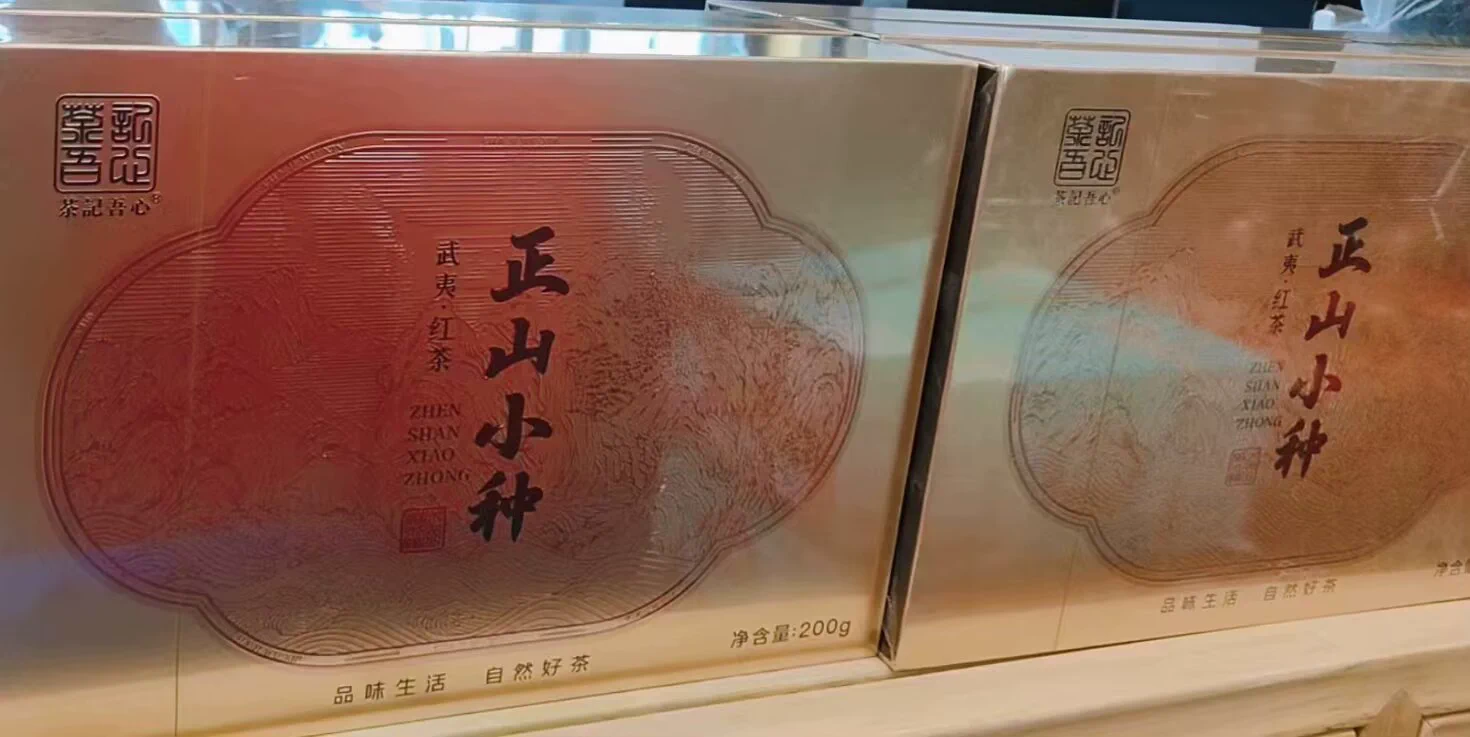 茶記吾心
茶記吾心®
正山小种
武夷·红茶
ZHEN
SHAN
XIAO
ZHONG
净含量:200g
品味生活 自然好茶
茶記吾心
茶記吾心®
正山小种
武夷·红茶
ZHEN
SHAN
XIAO
ZHONG
净含
品味生活 自然好茶